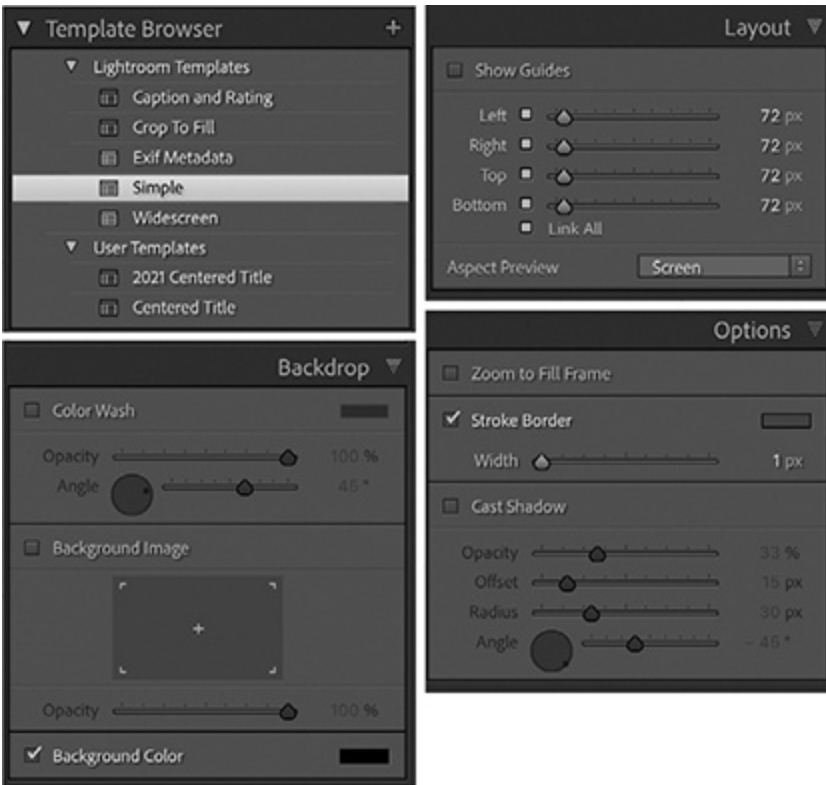 Template Browser +
Lightroom Templates
Caption and Rating
Crop To Fill
Exif Metadata
Simple
Widescreen
User Templates
2021 Centered Title
Centered Title
Backdrop
Color Wash
Opacity 100 %
Angle 45 °
Background Image
Opacity 100 %
Background Color
Layout
Show Guides
Left 72 px
Right 72 px
Top 72 px
Bottom 72 px
Link All
Aspect Preview Screen
Options
Zoom to Fill Frame
Stroke Border
Width 1 px
Cast Shadow
Opacity 33 %
Offset 15 px
Radius 30 px
Angle - 45 °